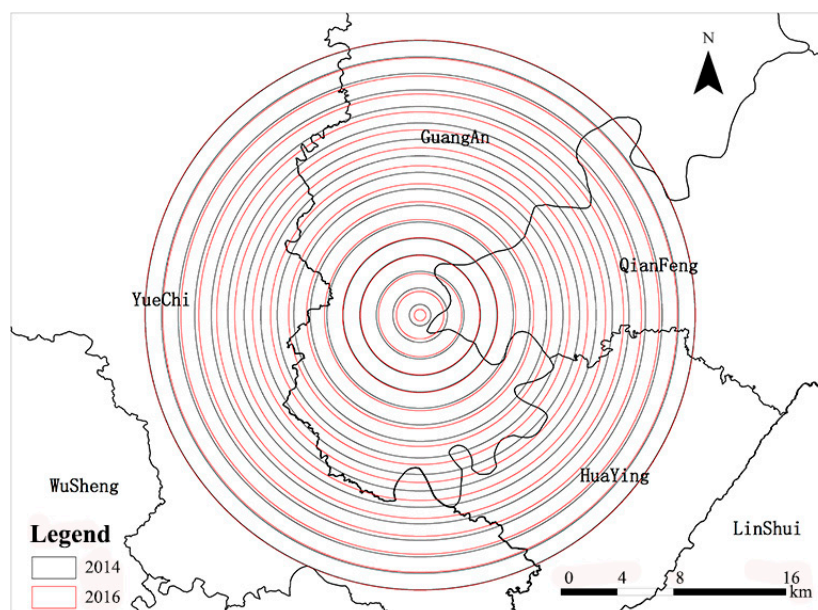 N
GuangAn
QianFeng
YueChi
HuaYing
WuSheng
LinShui
Legend
2014
2016
0 4 8 16
km